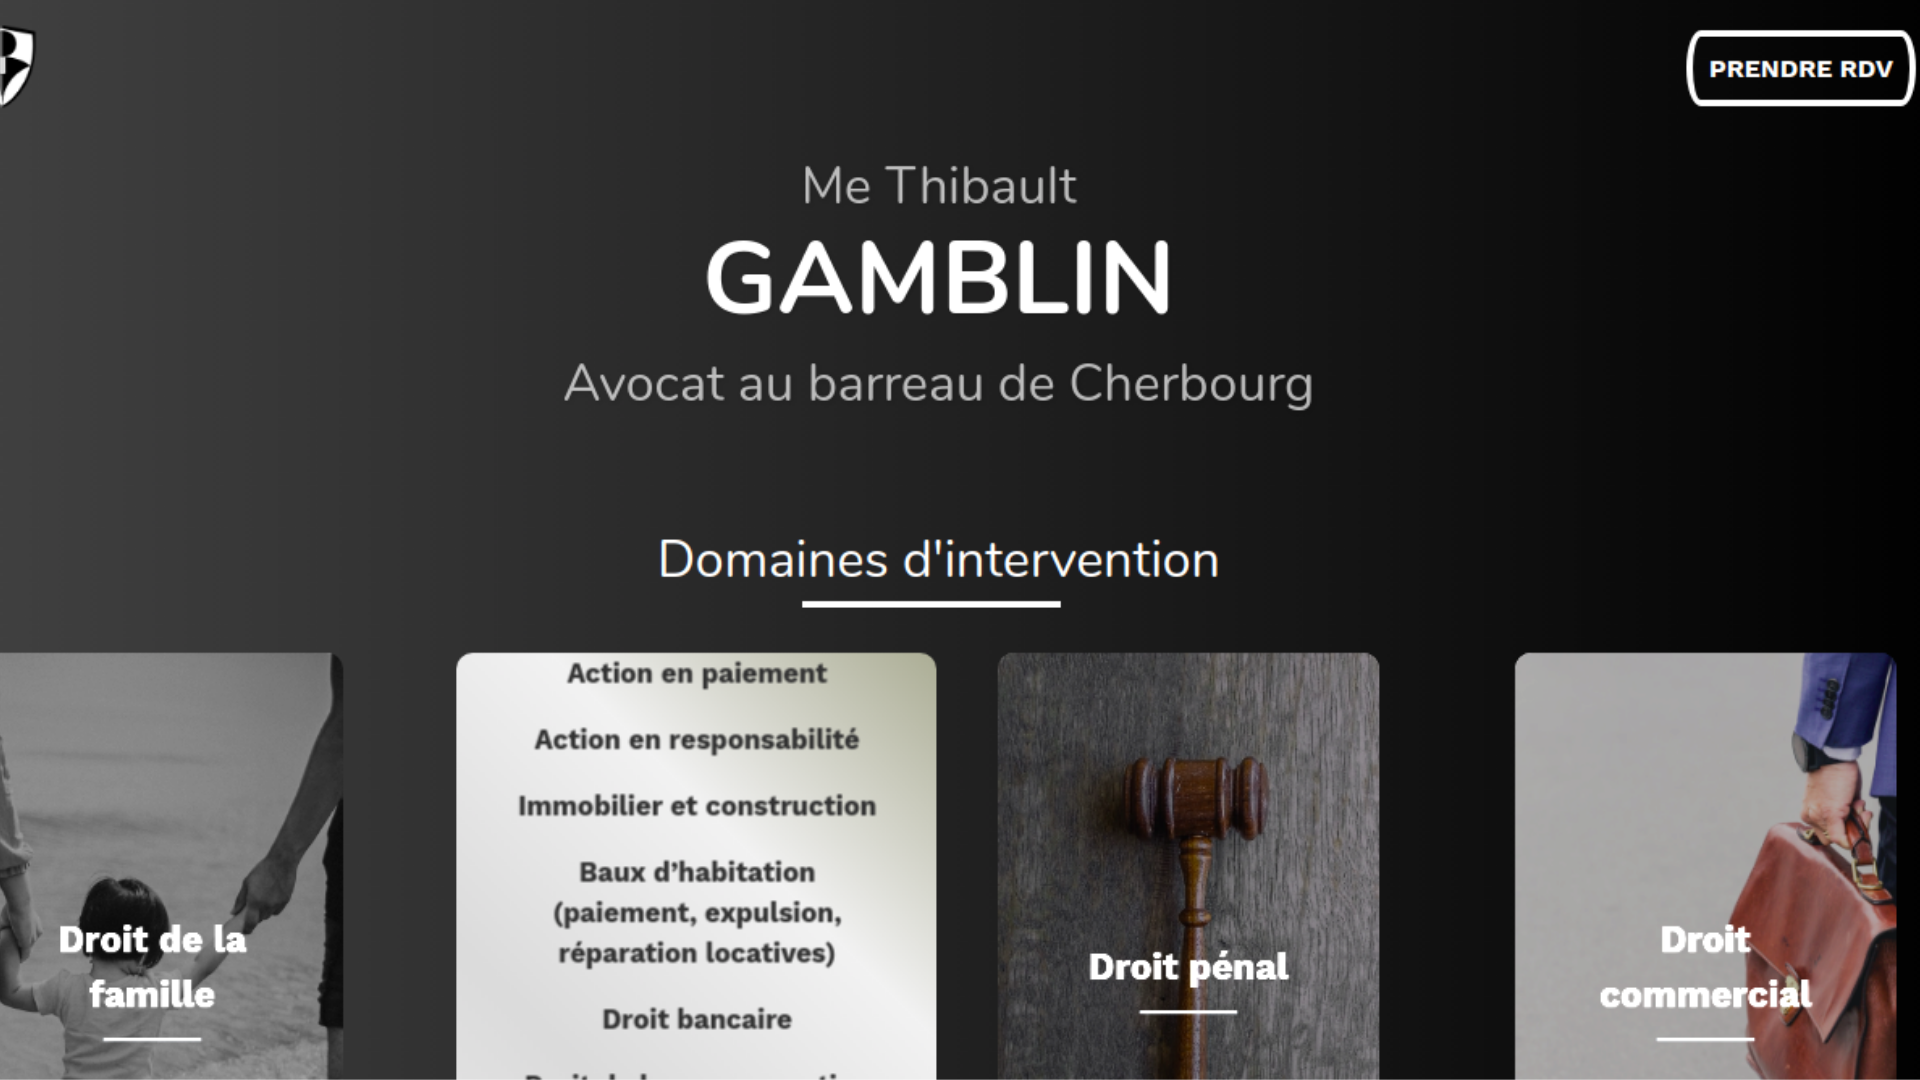 PRENDRE RDV
Me Thibault
GAMBLIN
Avocat au barreau de Cherbourg
Domaines d'intervention
Droit de la
famille
Action en paiement
Action en responsabilité
Immobilier et construction
Baux d’habitation
(paiement, expulsion,
réparation locatives)
Droit bancaire
Droit pénal
Droit
commercial